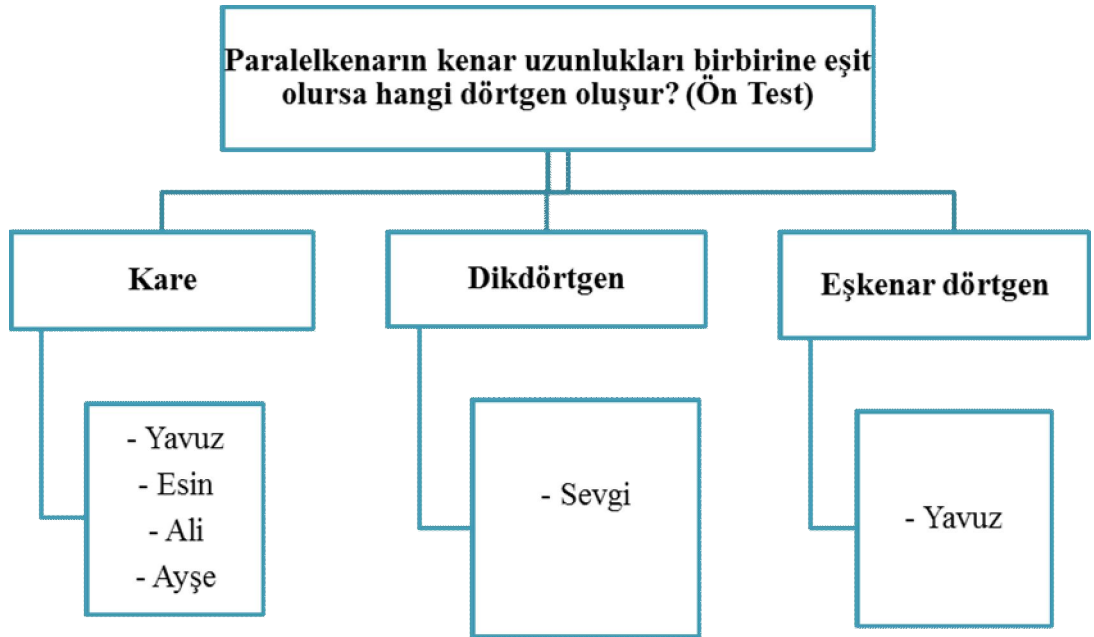 Paralelkenarın kenar uzunlukları birbirine eşit
olursa hangi dörtgen oluşur? (Ön Test)
Kare
Dikdörtgen
Eşkenar dörtgen
- Yavuz
- Esin
- Ali
- Ayşe
- Sevgi
- Yavuz